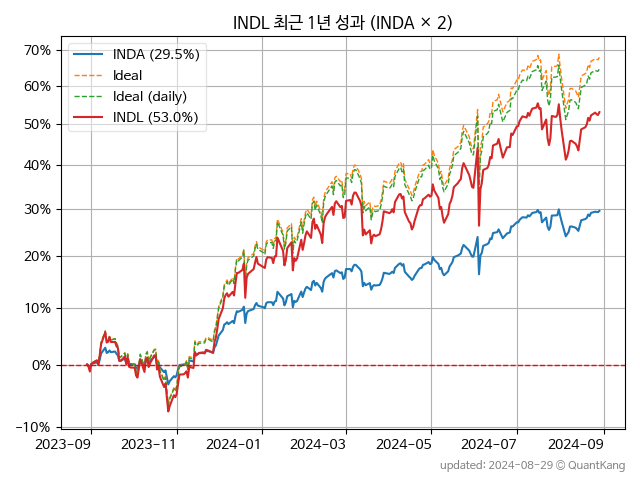 INDL 최근 1년 성과 (INDA × 2)
70%
60%
50%
40%
30%
20%
10%
0%
−10%
INDA (29.5%)
Ideal
Ideal (daily)
INDL (53.0%)
2023−09
2023−11
2024−01
2024−03
2024−05
2024−07
2024−09
updated: 2024-08-29 © QuantKang